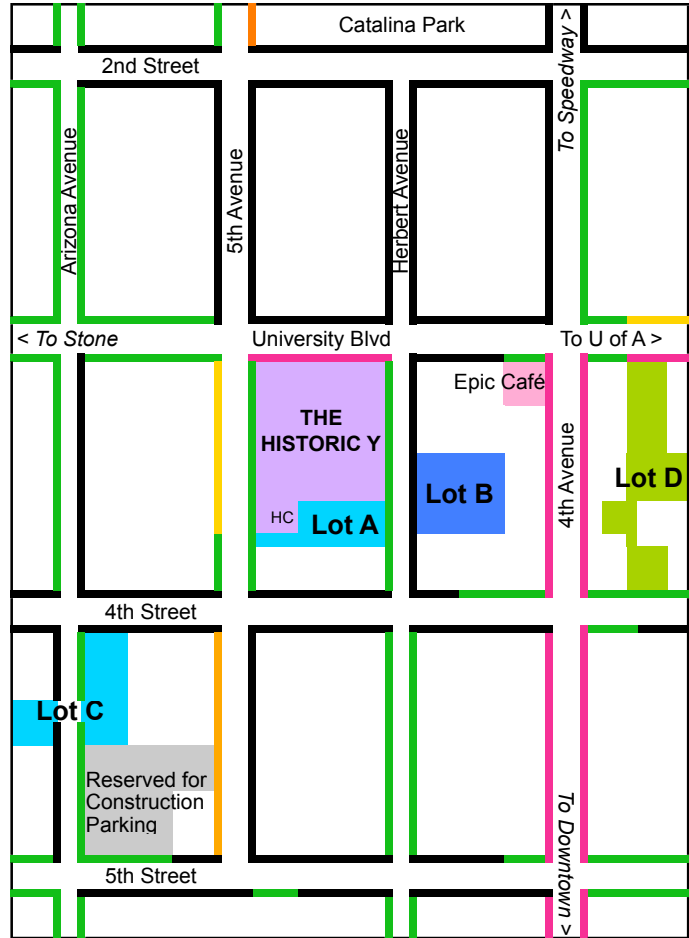 Catalina Park
To Speedway >
2nd Street
Arizona Avenue
5th Avenue
Herbert Avenue
< To Stone
University Blvd
To U of A >
Epic Café
THE
HISTORIC Y
HC
Lot A
Lot B
4th Avenue
Lot D
4th Street
Lot C
Reserved for
Construction
Parking
To Downtown >
5th Street